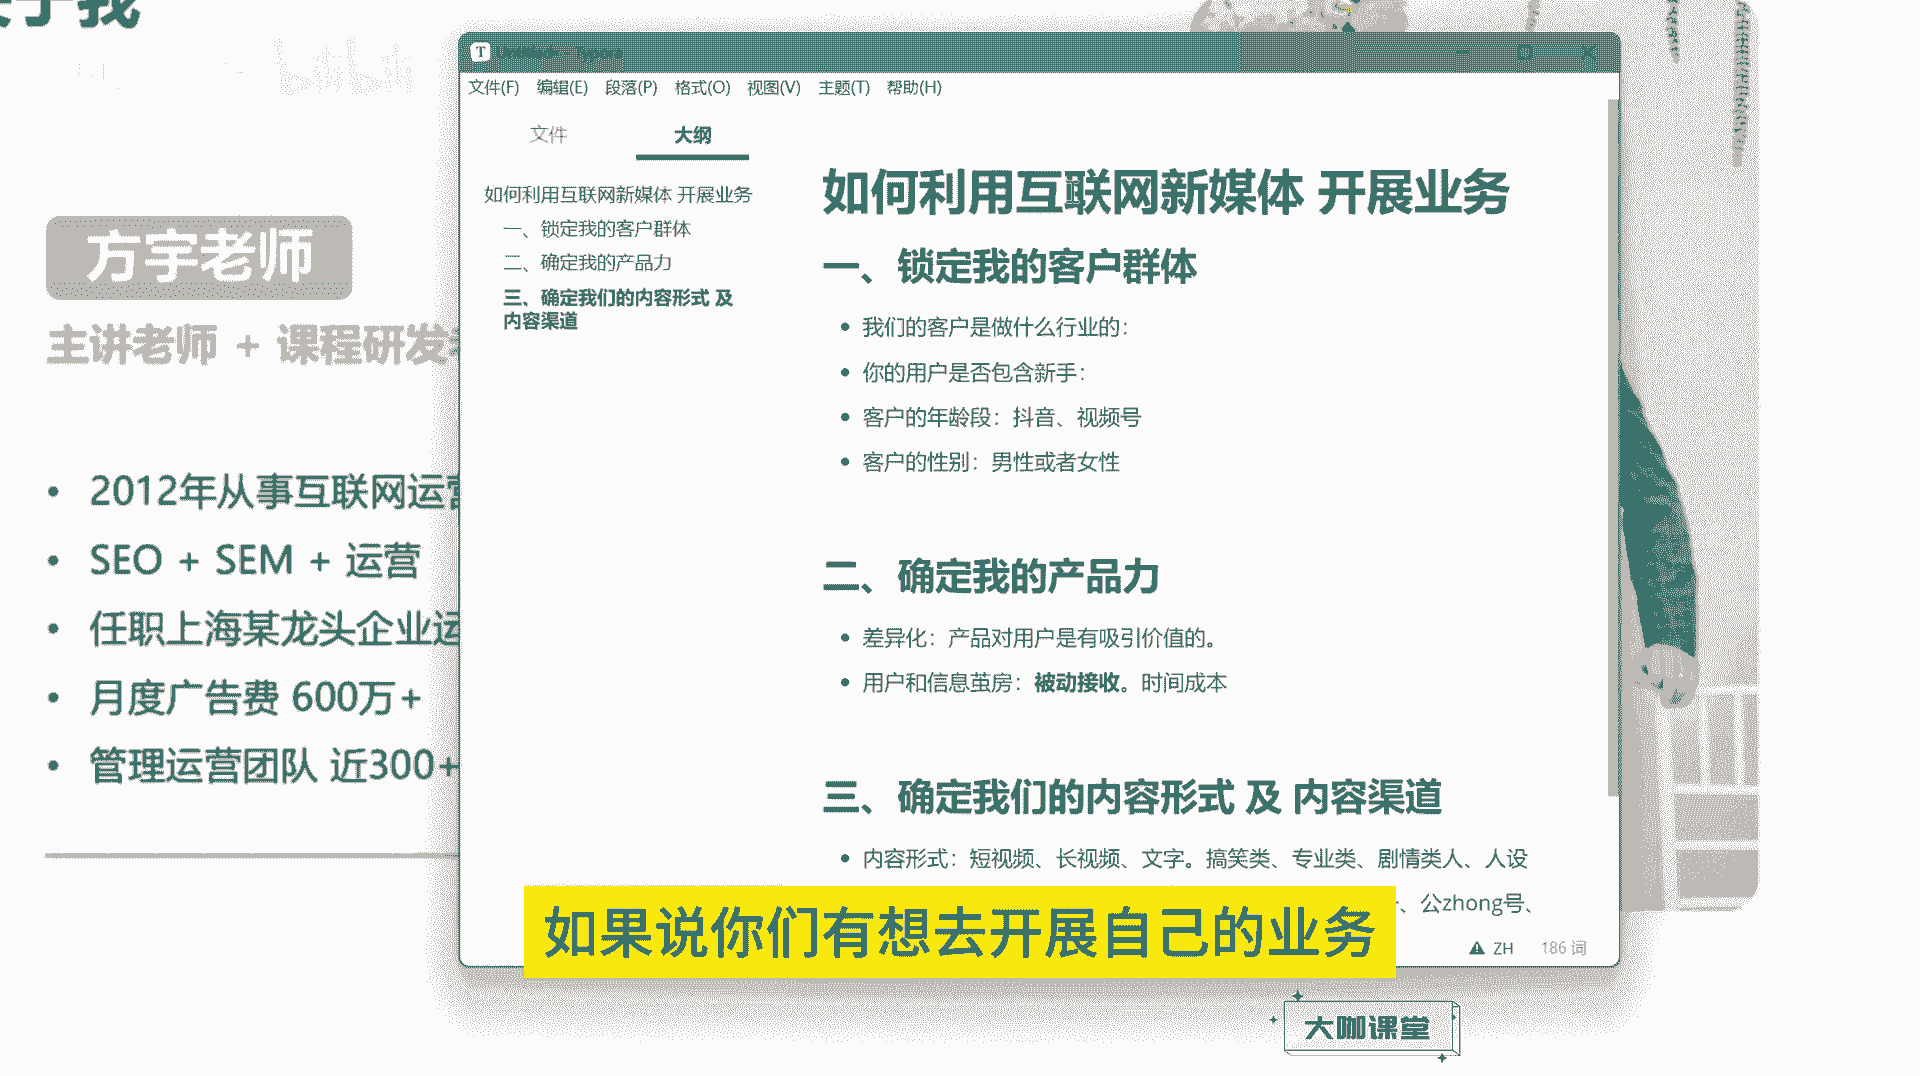 于我
bilibili
方宇老师
主讲老师 + 课程研发
2012年从事互联网运营
SEO + SEM + 运营
任职上海某龙头企业运
月度广告费 600万+
管理运营团队 近300+
Untitled - Typora
文件(F) 编辑(E) 段落(P) 格式(O) 视图(V) 主题(T) 帮助(H)
文件 大纲
如何利用互联网新媒体 开展业务
一、锁定我的客户群体
二、确定我的产品力
三、确定我们的内容形式 及
内容渠道
如何利用互联网新媒体 开展业务
一、锁定我的客户群体
我们的客户是做什么行业的：
你的用户是否包含新手：
客户的年龄段：抖音、视频号
客户的性别：男性或者女性
二、确定我的产品力
差异化：产品对用户是有吸引价值的。
用户和信息茧房：被动接收。时间成本
三、确定我们的内容形式 及 内容渠道
内容形式：短视频、长视频、文字。搞笑类、专业类、剧情类人、人设
、公zhong号、
ZH 186 词
如果说你们有想去开展自己的业务
大咖课堂